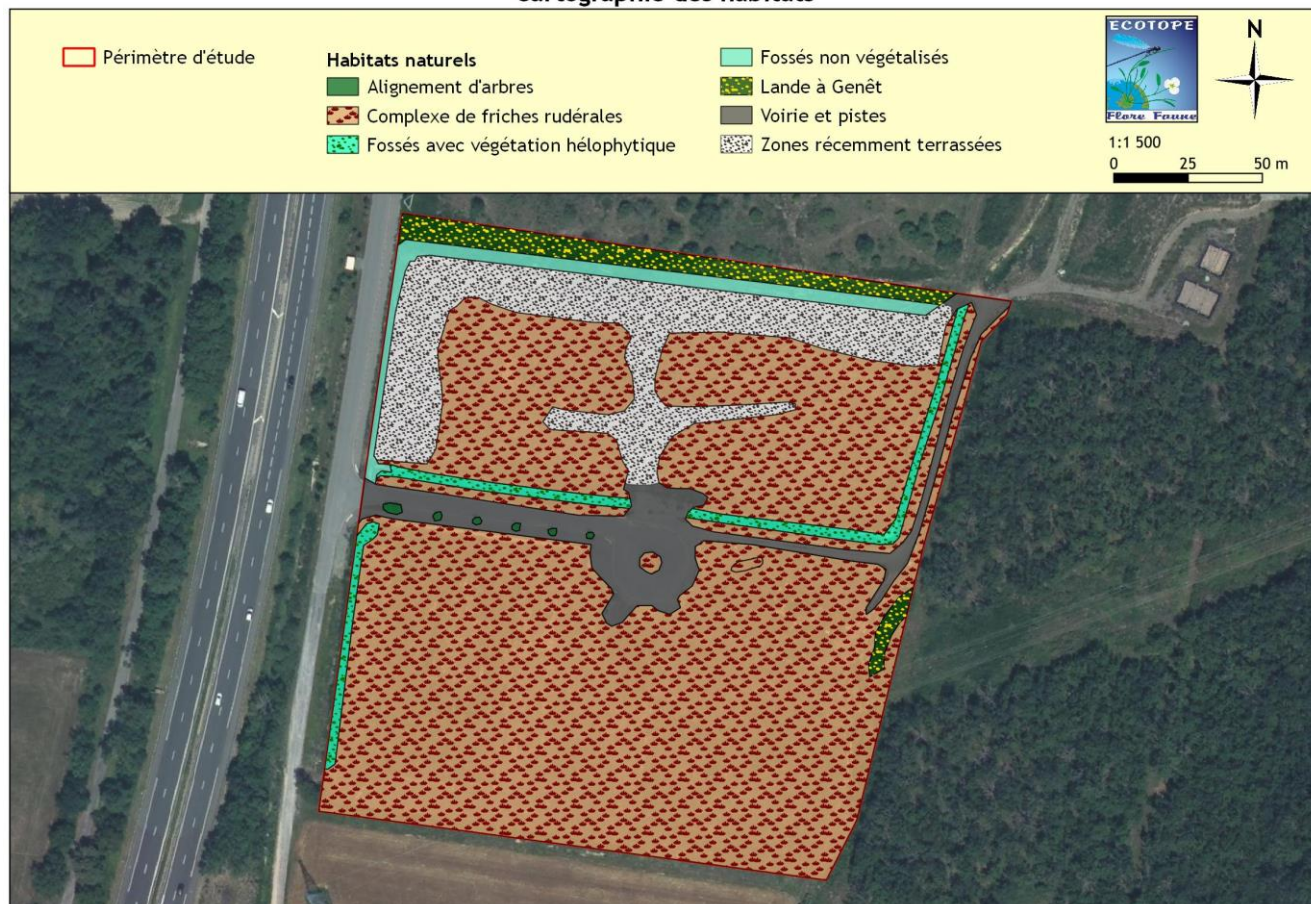 Cartographie des habitats
Périmètre d'étude
Habitats naturels
Alignement d'arbres
Complexe de friches rudérales
Fossés avec végétation hélophytique
Fossés non végétalisés
Lande à Genêt
Voirie et pistes
Zones récemment terrassées
ECOTOPE
Flore Faune
N
1:1 500
0 25 50 m